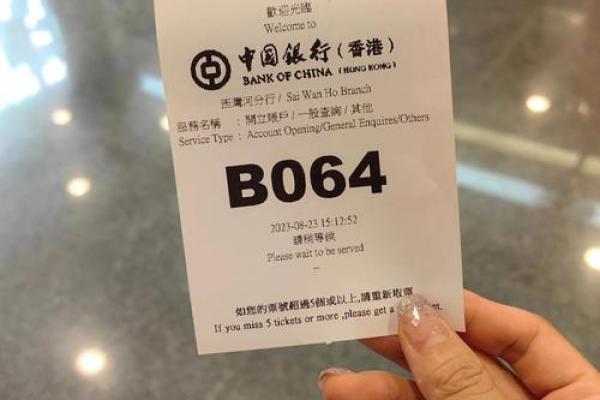 歡迎光臨
Welcome to
中國銀行(香港)
BANK OF CHINA (HONG KONG)
西灣河分行 / Sai Wan Ho Branch
服務名稱 : 開立賬戶 / 一般查詢 / 其他
Service Type : Account Opening/General Enquires/Others
B064
2023-08-23 15:12:52
請稍等候
Please wait to be served
如您的票號超過5個或以上,請重新取票
If you miss 5 tickets or more ,please get a